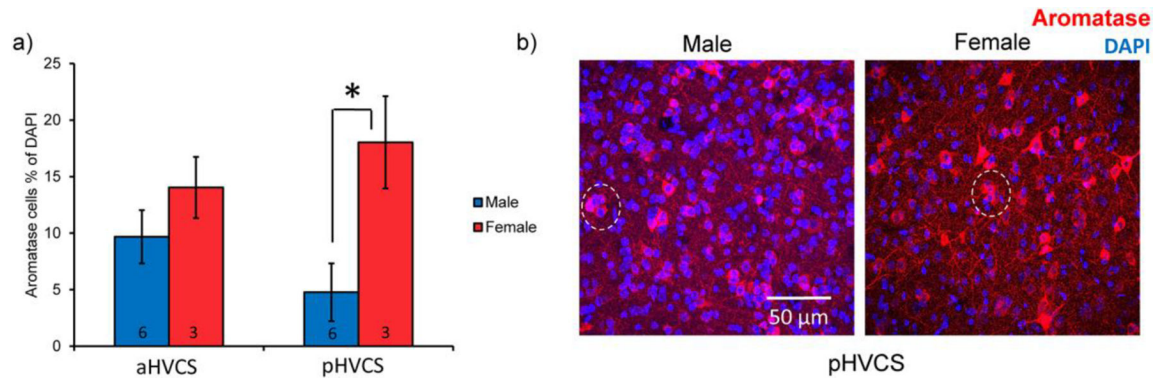 a)
25
20
15
10
5
0
Aromatase cells % of DAPI
*
6
3
6
3
aHVCS
pHVCS
Male
Female
b)
Aromatase
DAPI
Male
Female
50 µm
pHVCS